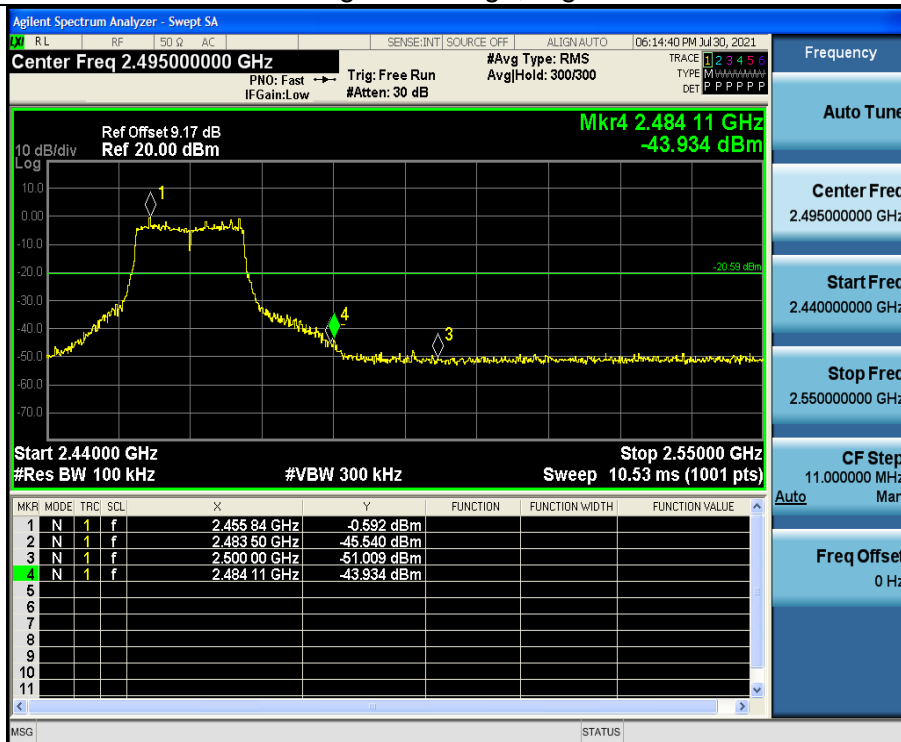 Agilent Spectrum Analyzer - Swept SA
LXI RL RF 50 Ω AC SENSE:INT SOURCE OFF ALIGNAUTO 06:14:40 PM Jul 30, 2021
Center Freq 2.495000000 GHz #Avg Type: RMS TRACE 1 2 3 4 5 6
PNO: Fast Trig: Free Run Avg|Hold: 300/300 TYPE M WWWWW
IFGain:Low #Atten: 30 dB DET P P P P P P
Mkr4 2.484 11 GHz
-43.934 dBm
Ref Offset 9.17 dB
10 dB/div Ref 20.00 dBm
Log
10.0
0.00
-10.0
-20.0
-30.0
-40.0
-50.0
-60.0
-70.0
1
4
3
-20.59 dBm
Start 2.44000 GHz Stop 2.55000 GHz
#Res BW 100 kHz #VBW 300 kHz Sweep 10.53 ms (1001 pts)
MKR MODE TRC SCL X Y FUNCTION FUNCTION WIDTH FUNCTION VALUE
1 N 1 f 2.455 84 GHz -0.592 dBm
2 N 1 f 2.483 50 GHz -45.540 dBm
3 N 1 f 2.500 00 GHz -51.009 dBm
4 N 1 f 2.484 11 GHz -43.934 dBm
5
6
7
8
9
10
11
MSG STATUS
Frequency
Auto Tune
Center Freq
2.495000000 GHz
Start Freq
2.440000000 GHz
Stop Freq
2.550000000 GHz
CF Step
11.000000 MHz
Auto Man
Freq Offset
0 Hz